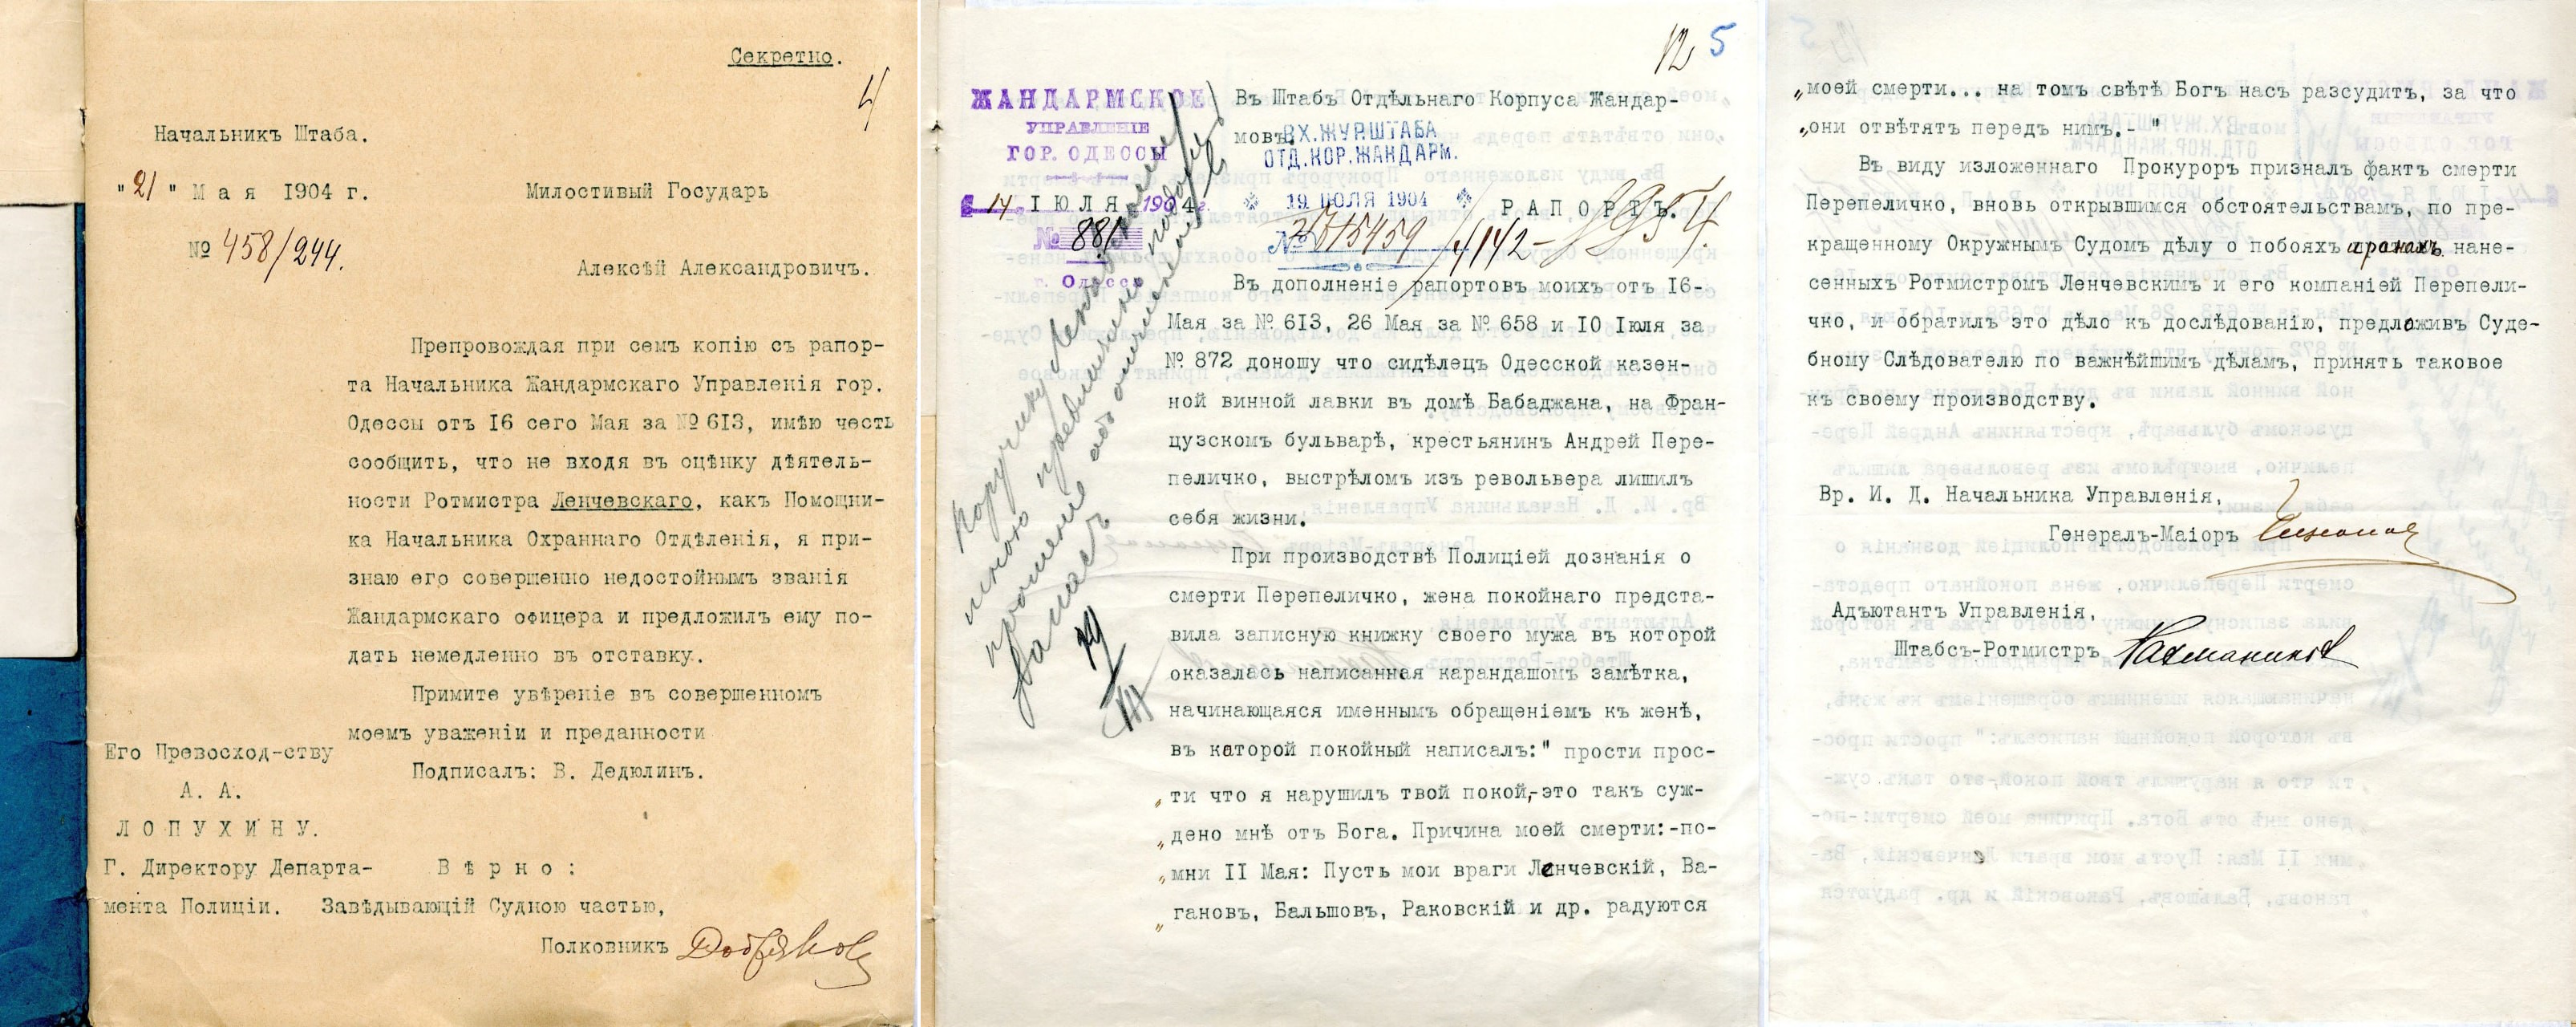 Секретно.
4
Начальникъ Штаба.
"21" Мая 1904 г.
№ 458/244.
Милостивый Государь
Алексѣй Александровичъ.
Препровождая при семъ копію съ рапор-
та Начальника Жандармскаго Управленія гор.
Одессы отъ 16 сего Мая за № 613, имѣю честь
сообщить, что не входя въ оцѣнку дѣятель-
ности Ротмистра Ленчевскаго, какъ Помощни-
ка Начальника Охраннаго Отдѣленія, я при-
знаю его совершенно недостойнымъ званія
Жандармскаго офицера и предложилъ ему по-
дать немедленно въ отставку.
Примите увѣреніе въ совершенномъ
моемъ уваженіи и преданности
Подписалъ: В. Дедюлинъ.
Его Превосход-ству
А. А.
ЛОПУХИНУ.
Г. Директору Департа-
мента Полиціи.
Вѣрно:
Завѣдывающій Судною частью,
Полковникъ Добряковъ
12 5
ЖАНДАРМСКОЕ
УПРАВЛЕНІЕ
ГОР. ОДЕССЫ
14 ІЮЛЯ 1904 г.
№ 881
г. Одесса
Въ Штабъ Отдѣльнаго Корпуса Жандар-
мовъ.
ВХ. ЖУР. ШТАБА
ОТД. КОР. ЖАНДАРМ.
19 ІЮЛЯ 1904
№ 15459
РАПОРТЪ.
Въ дополненіе рапортовъ моихъ отъ 16-
Мая за № 613, 26 Мая за № 658 и 10 Іюля за
№ 872 доношу что сидѣлецъ Одесской казен-
ной винной лавки въ домѣ Бабаджана, на Фран-
цузскомъ бульварѣ, крестьянинъ Андрей Пере-
пеличко, выстрѣломъ изъ револьвера лишилъ
себя жизни.
При производствѣ Полиціей дознанія о
смерти Перепеличко, жена покойнаго предста-
вила записную книжку своего мужа въ которой
оказалась написанная карандашомъ замѣтка,
начинающаяся именнымъ обращеніемъ къ женѣ,
въ каторой покойный написалъ:" прости прос-
„ти что я нарушилъ твой покой,-это такъ суж-
„дено мнѣ отъ Бога. Причина моей смерти:-по-
„мни II Мая: Пусть мои враги Ленчевскій, Ва-
„гановъ, Бальшовъ, Раковскій и др. радуются
„моей смерти... на томъ свѣтѣ Богъ насъ разсудитъ, за что
„они отвѣтятъ передъ нимъ.- "
Въ виду изложеннаго Прокуроръ призналъ фактъ смерти
Перепеличко, вновь открывшимся обстоятельствамъ, по пре-
кращенному Окружнымъ Судомъ дѣлу о побояхъ и ранахъ нане-
сенныхъ Ротмистромъ Ленчевскимъ и его компаніей Перепели-
чко, и обратилъ это дѣло къ дослѣдованію, предложивъ Суде-
бному Слѣдователю по важнѣйшимъ дѣламъ, принять таковое
къ своему производству.
Вр. И. Д. Начальника Управленія,
Генералъ-Маіоръ
Адъютантъ Управленія,
Штабсъ-Ротмистръ